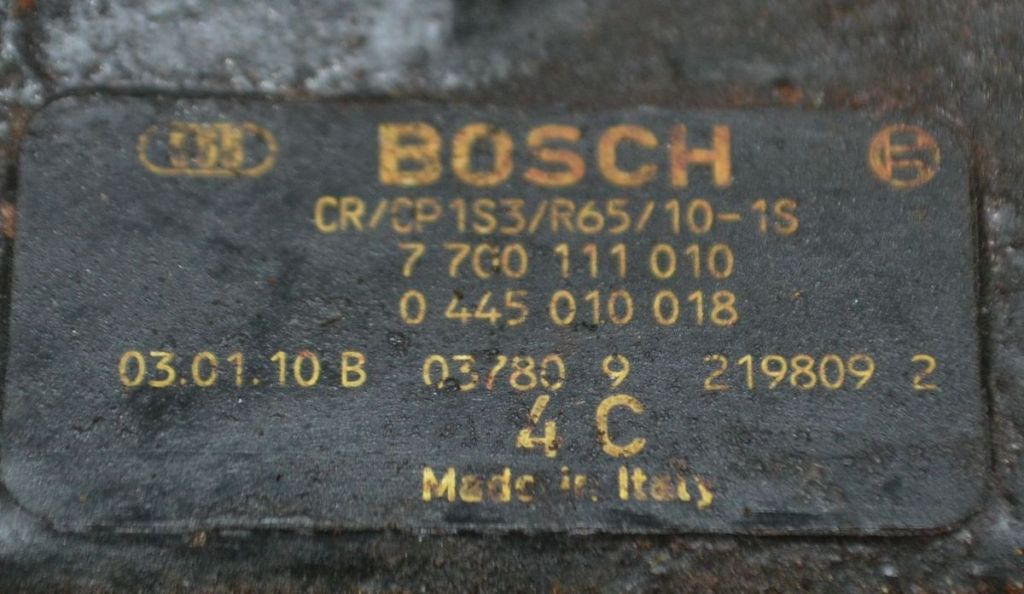 BOSCH
CR/CP1S3/R65/10-1S
7 700 111 010
0 445 010 018
03.01.10 B 03780 9 219809 2
4 C
Made in Italy